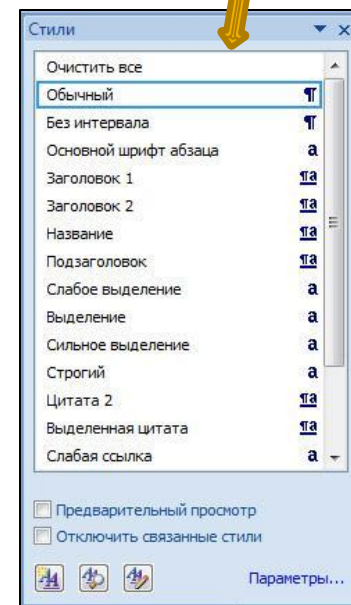 Стили
Очистить все
Обычный ¶
Без интервала ¶
Основной шрифт абзаца a
Заголовок 1 ¶a
Заголовок 2 ¶a
Название ¶a
Подзаголовок ¶a
Слабое выделение a
Выделение a
Сильное выделение a
Строгий a
Цитата 2 ¶a
Выделенная цитата ¶a
Слабая ссылка a
Предварительный просмотр
Отключить связанные стили
Параметры...